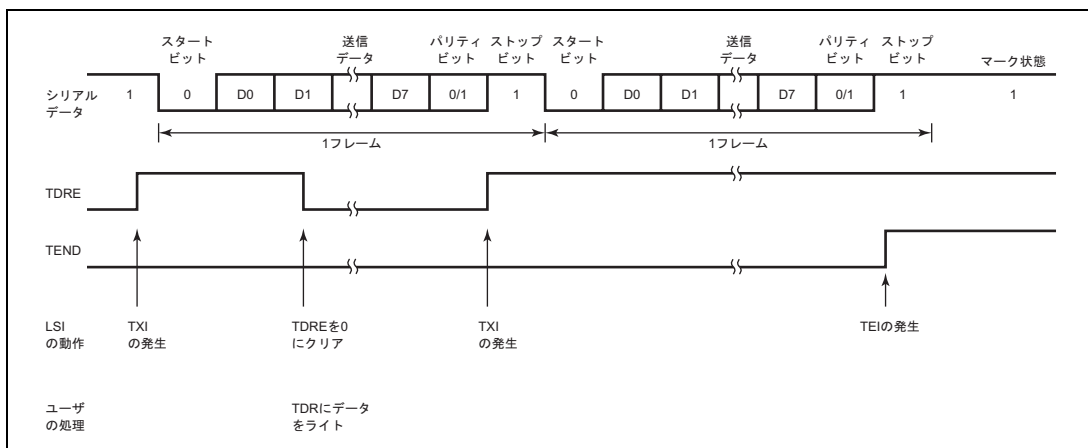 スタート
ビット
送信
データ
パリティ
ビット
ストップ
ビット
スタート
ビット
送信
データ
パリティ
ビット
ストップ
ビット
マーク状態
シリアル
データ
1 0 D0 D1 D7 0/1 1 0 D0 D1 D7 0/1 1 1
1フレーム 1フレーム
TDRE
TEND
LSI
の動作
TXI
の発生
TDREを0
にクリア
TXI
の発生
TEIの発生
ユーザ
の処理
TDRにデータ
をライト